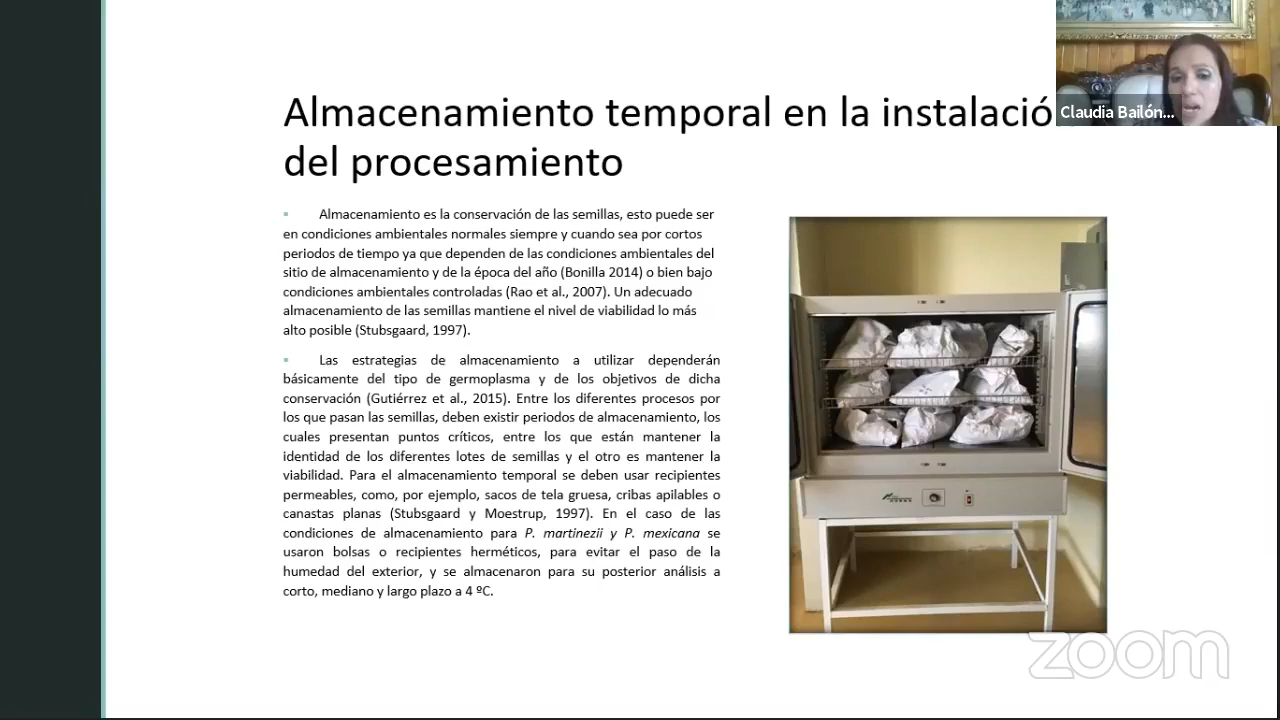 Claudia Bailón...
Almacenamiento temporal en la instalació
del procesamiento
▪ Almacenamiento es la conservación de las semillas, esto puede ser
en condiciones ambientales normales siempre y cuando sea por cortos
periodos de tiempo ya que dependen de las condiciones ambientales del
sitio de almacenamiento y de la época del año (Bonilla 2014) o bien bajo
condiciones ambientales controladas (Rao et al., 2007). Un adecuado
almacenamiento de las semillas mantiene el nivel de viabilidad lo más
alto posible (Stubsgaard, 1997).
▪ Las estrategias de almacenamiento a utilizar dependerán
básicamente del tipo de germoplasma y de los objetivos de dicha
conservación (Gutiérrez et al., 2015). Entre los diferentes procesos por
los que pasan las semillas, deben existir periodos de almacenamiento, los
cuales presentan puntos críticos, entre los que están mantener la
identidad de los diferentes lotes de semillas y el otro es mantener la
viabilidad. Para el almacenamiento temporal se deben usar recipientes
permeables, como, por ejemplo, sacos de tela gruesa, cribas apilables o
canastas planas (Stubsgaard y Moestrup, 1997). En el caso de las
condiciones de almacenamiento para P. martinezii y P. mexicana se
usaron bolsas o recipientes herméticos, para evitar el paso de la
humedad del exterior, y se almacenaron para su posterior análisis a
corto, mediano y largo plazo a 4 ºC.
zoom